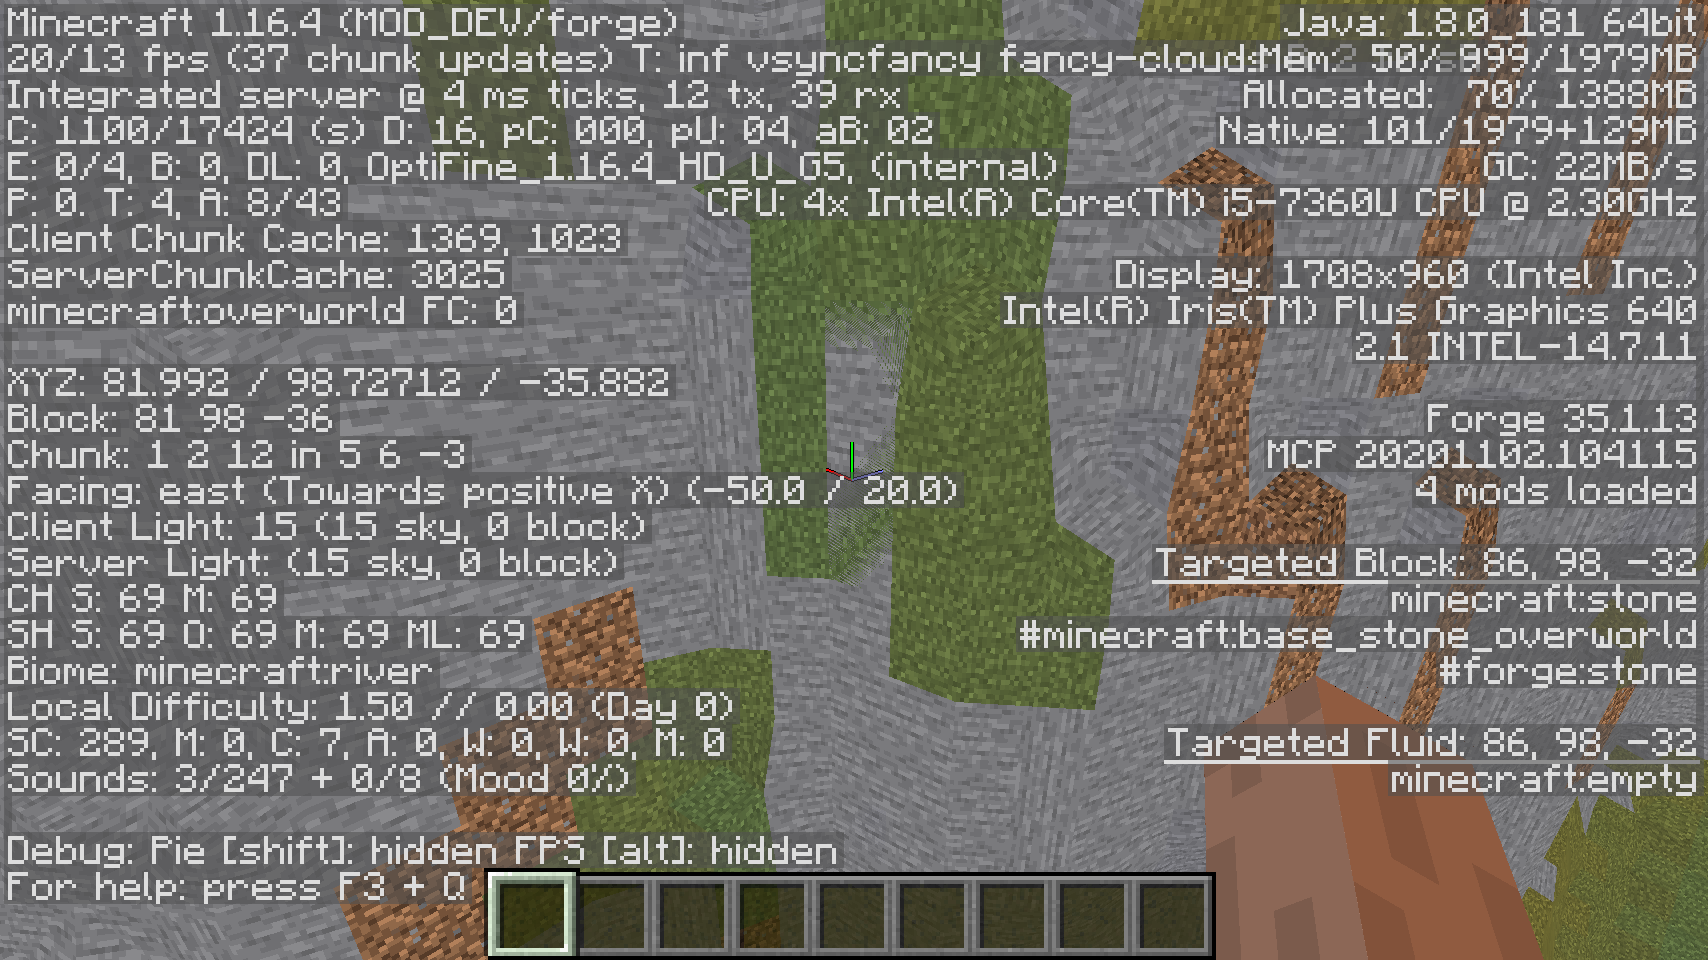 Minecraft 1.16.4 (MOD_DEV/forge)
20/13 fps (37 chunk updates) T: inf vsyncfancy fancy-clouds
Integrated server @ 4 ms ticks, 12 tx, 39 rx
C: 1100/17424 (s) D: 16, pC: 000, pU: 04, aB: 02
E: 0/4, B: 0, DL: 0, OptiFine_1.16.4_HD_U_G5, (internal)
P: 0. T: 4, A: 8/43
Client Chunk Cache: 1369, 1023
ServerChunkCache: 3025
minecraft:overworld FC: 0
XYZ: 81.992 / 98.72712 / -35.882
Block: 81 98 -36
Chunk: 1 2 12 in 5 6 -3
Facing: east (Towards positive X) (-50.0 / 20.0)
Client Light: 15 (15 sky, 0 block)
Server Light: (15 sky, 0 block)
CH S: 69 M: 69
SH S: 69 O: 69 M: 69 ML: 69
Biome: minecraft:river
Local Difficulty: 1.50 // 0.00 (Day 0)
SC: 289, M: 0, C: 7, A: 0, W: 0, W: 0, M: 0
Sounds: 3/247 + 0/8 (Mood 0%)
Debug: Pie [shift]: hidden FPS [alt]: hidden
For help: press F3 + Q
Java: 1.8.0_181 64bit
Mem: 50% 999/1979MB
Allocated: 70% 1388MB
Native: 101/1979+129MB
GC: 22MB/s
CPU: 4x Intel(R) Core(TM) i5-7360U CPU @ 2.30GHz
Display: 1708x960 (Intel Inc.)
Intel(R) Iris(TM) Plus Graphics 640
2.1 INTEL-14.7.11
Forge 35.1.13
MCP 20201102.104115
4 mods loaded
Targeted Block: 86, 98, -32
minecraft:stone
#minecraft:base_stone_overworld
#forge:stone
Targeted Fluid: 86, 98, -32
minecraft:empty